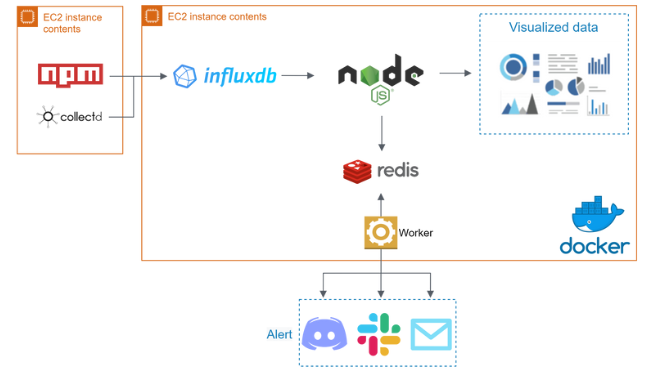 EC2 instance
contents
EC2 instance contents
Visualized data
npm
collectd
influxdb
node
JS
redis
Worker
docker
Alert